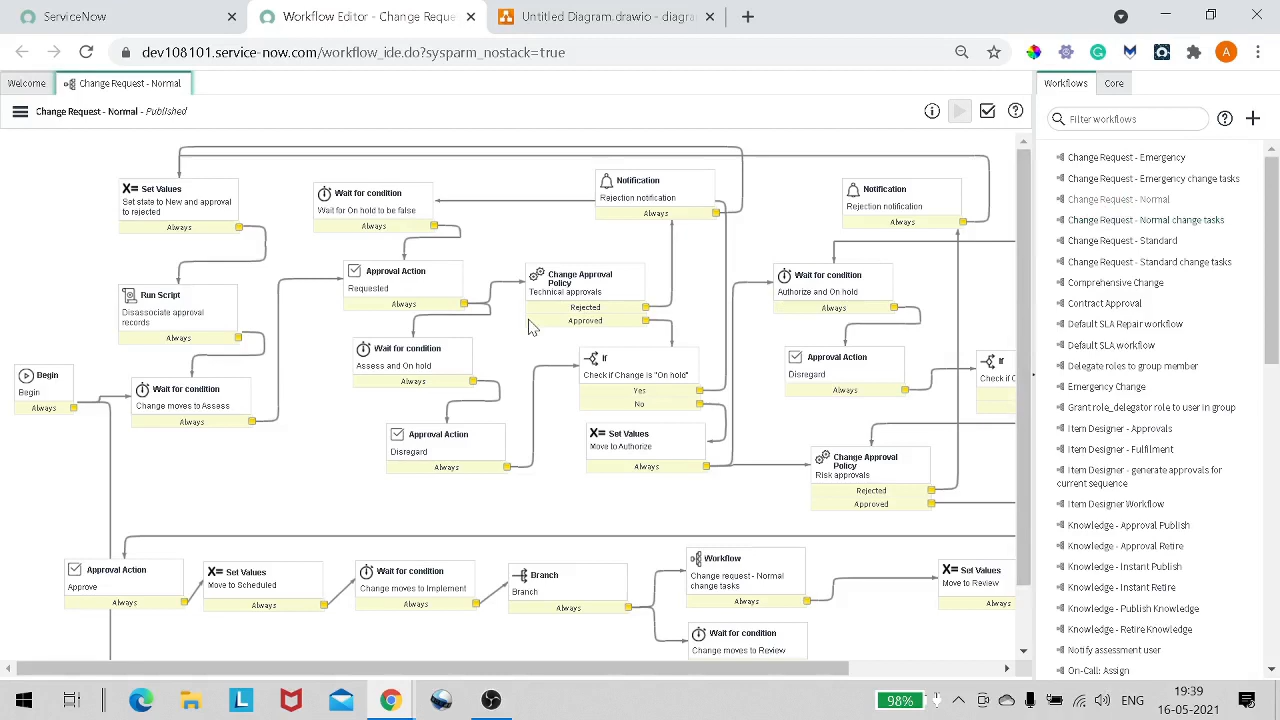 ServiceNow
Workflow Editor - Change Reque
Untitled Diagram.drawio - diagra
dev108101.service-now.com/workflow_ide.do?sysparm_nostack=true
A
Welcome
Change Request - Normal
Workflows
Core
Change Request - Normal - Published
Filter workflows
Set Values
Set state to New and approval
to rejected
Always
Wait for condition
Wait for On hold to be false
Always
Notification
Rejection notification
Always
Notification
Rejection notification
Always
Run Script
Disassociate approval
records
Always
Approval Action
Requested
Always
Change Approval
Policy
Technical approvals
Rejected
Approved
Wait for condition
Authorize and On hold
Always
Begin
Begin
Always
Wait for condition
Change moves to Assess
Always
Wait for condition
Assess and On hold
Always
If
Check if Change is "On hold"
Yes
No
Approval Action
Disregard
Always
If
Check if C
Approval Action
Disregard
Always
Set Values
Move to Authorize
Always
Change Approval
Policy
Risk approvals
Rejected
Approved
Approval Action
Approve
Always
Set Values
Move to Scheduled
Always
Wait for condition
Change moves to Implement
Always
Branch
Branch
Always
Workflow
Change request - Normal
change tasks
Always
Set Values
Move to Review
Always
Wait for condition
Change moves to Review
Change Request - Emergency
Change Request - Emergency change tasks
Change Request - Normal
Change Request - Normal change tasks
Change Request - Standard
Change Request - Standard change tasks
Comprehensive Change
Contract Approval
Default SLA Repair workflow
Default SLA workflow
Delegate roles to group member
Emergency Change
Grant role_delegator role to user in group
Item Designer - Approvals
Item Designer - Fulfilment
Item Designer - generate approvals for
current sequence
Item Designer Workflow
Knowledge - Approval Publish
Knowledge - Approval Retire
Knowledge - Instant Publish
Knowledge - Instant Retire
Knowledge - Publish Knowledge
Knowledge - Retire Knowledge
Notify assessment user
On-Call: Assign
L
98%
ENG
19:39
16-05-2021